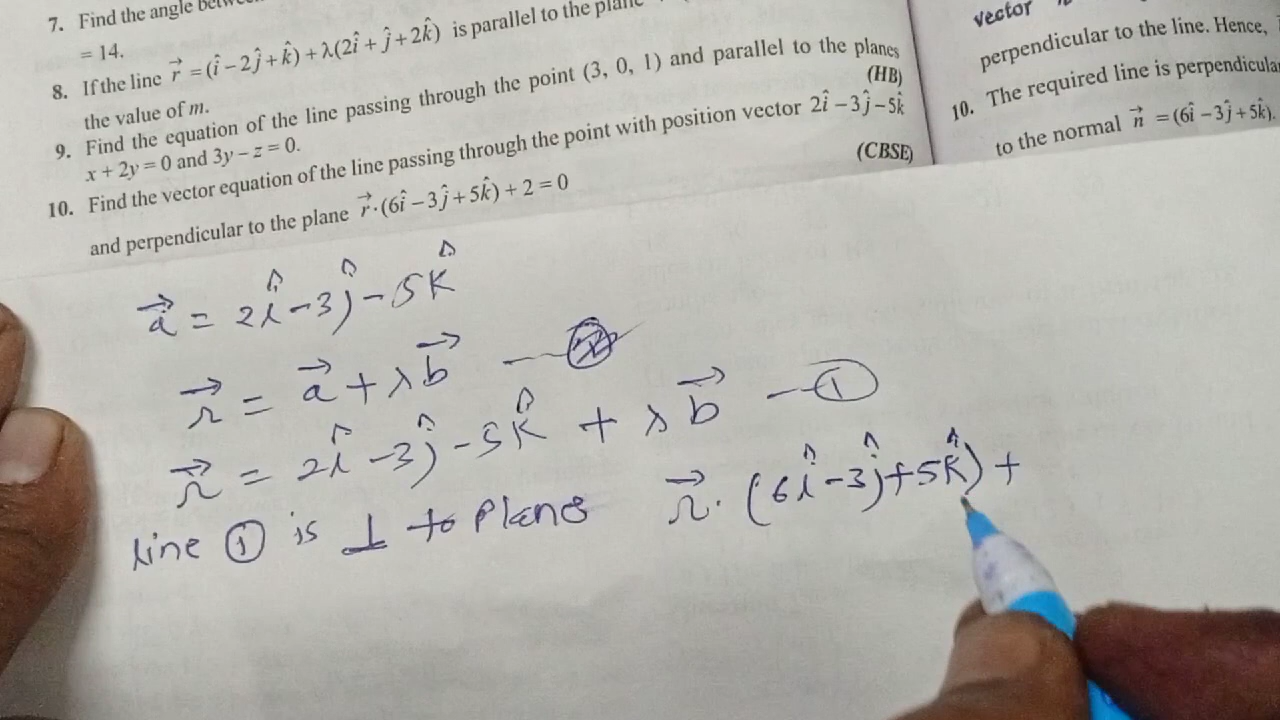 7. Find the angle
= 14.
8. If the line r⃗ = (î − 2ĵ + k̂) + λ(2î + ĵ + 2k̂) is parallel to the plane
the value of m.
9. Find the equation of the line passing through the point (3, 0, 1) and parallel to the planes
x + 2y = 0 and 3y − z = 0. (HB)
10. Find the vector equation of the line passing through the point with position vector 2î − 3ĵ − 5k̂
and perpendicular to the plane r⃗·(6î − 3ĵ + 5k̂) + 2 = 0 (CBSE)
vector
perpendicular to the line. Hence,
10. The required line is perpendicular
to the normal n⃗ = (6î − 3ĵ + 5k̂).
a⃗ = 2î − 3ĵ − 5k̂
r⃗ = a⃗ + λb⃗ —
r⃗ = 2î − 3ĵ − 5k̂ + λb⃗ — ①
Line ① is ⊥ to Plane r⃗. (6î − 3ĵ + 5k̂) +